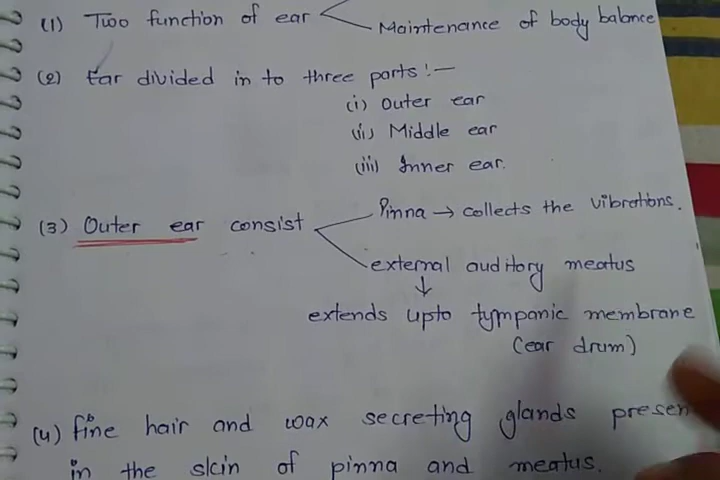 (1) Two function of ear
Maintenance of body balance
(2) Ear divided in to three parts:—
(i) Outer ear
(ii) Middle ear
(iii) Inner ear.
(3) Outer ear consist
Pinna → collects the vibrations.
external auditory meatus
↓
extends upto tympanic membrane
(ear drum)
(4) fine hair and wax secreting glands presen
in the skin of pinna and meatus.